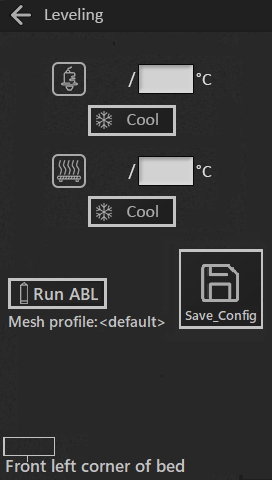 Leveling
/ °C
Cool
/ °C
Cool
Run ABL
Mesh profile:<default>
Save_Config
Front left corner of bed